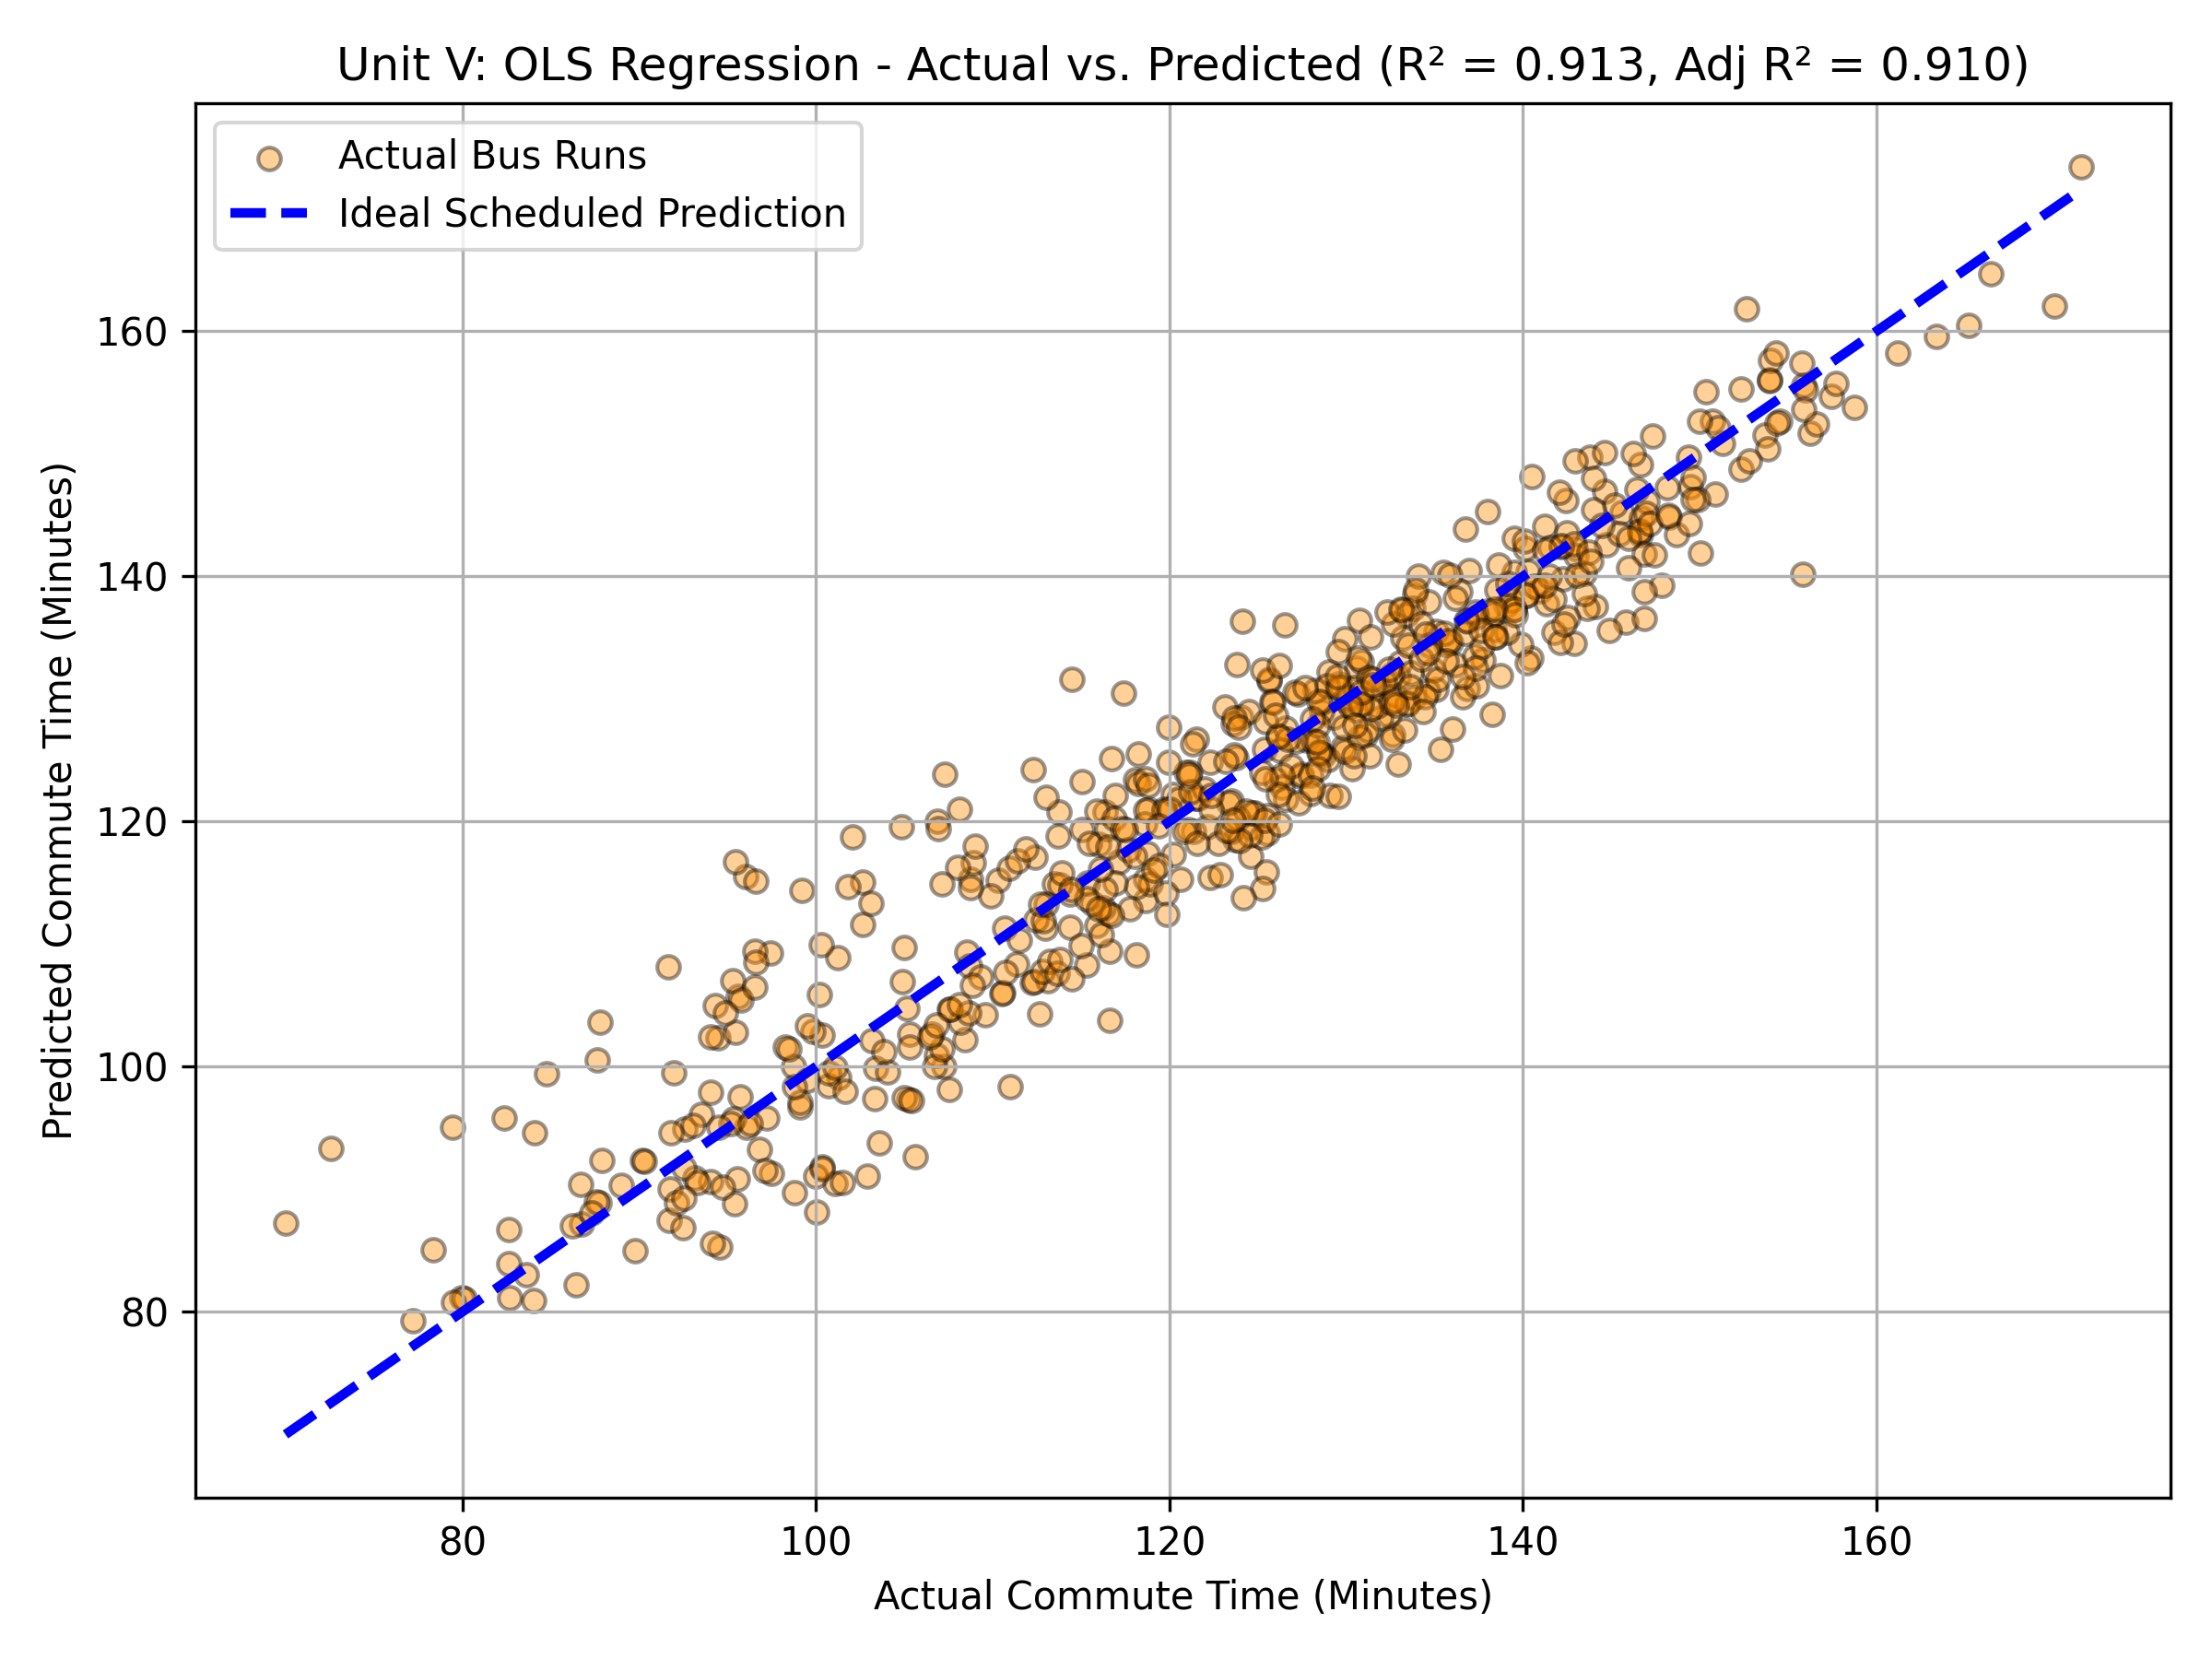 Unit V: OLS Regression - Actual vs. Predicted (R² = 0.913, Adj R² = 0.910)
Actual Bus Runs
Ideal Scheduled Prediction
Predicted Commute Time (Minutes)
160
140
120
100
80
80 100 120 140 160
Actual Commute Time (Minutes)